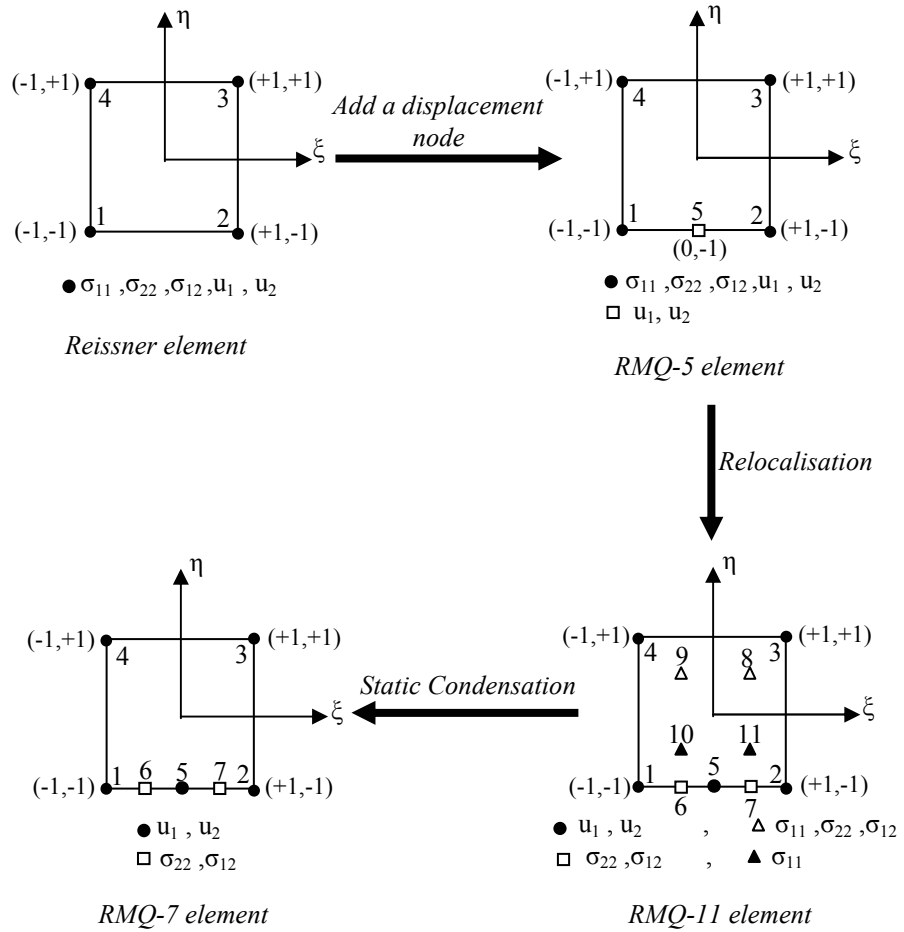 η
(-1,+1)
(+1,+1)
4
3
ξ
1
2
(-1,-1)
(+1,-1)
σ₁₁ ,σ₂₂ ,σ₁₂ ,u₁ , u₂
Reissner element
Add a displacement
node
η
(-1,+1)
(+1,+1)
4
3
ξ
1
5
2
(-1,-1)
(+1,-1)
(0,-1)
σ₁₁ ,σ₂₂ ,σ₁₂ ,u₁ , u₂
u₁, u₂
RMQ-5 element
Relocalisation
η
(-1,+1)
(+1,+1)
4
9
8
3
ξ
10
11
1
5
2
(-1,-1)
(+1,-1)
6
7
u₁ , u₂ , σ₁₁ ,σ₂₂ ,σ₁₂
σ₂₂ ,σ₁₂ , σ₁₁
RMQ-11 element
Static Condensation
η
(-1,+1)
(+1,+1)
4
3
ξ
1
6
5
7
2
(-1,-1)
(+1,-1)
u₁ , u₂
σ₂₂ ,σ₁₂
RMQ-7 element